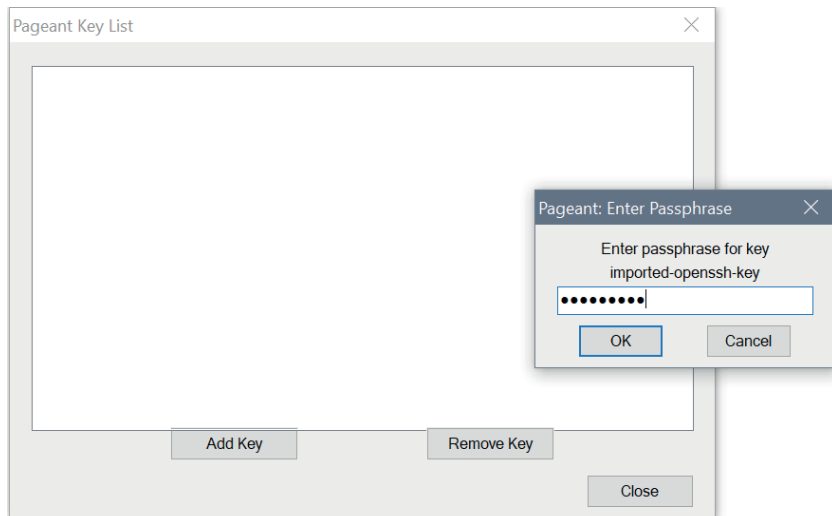 Pageant Key List
Pageant: Enter Passphrase
Enter passphrase for key
imported-openssh-key
●●●●●●●●●
OK
Cancel
Add Key
Remove Key
Close